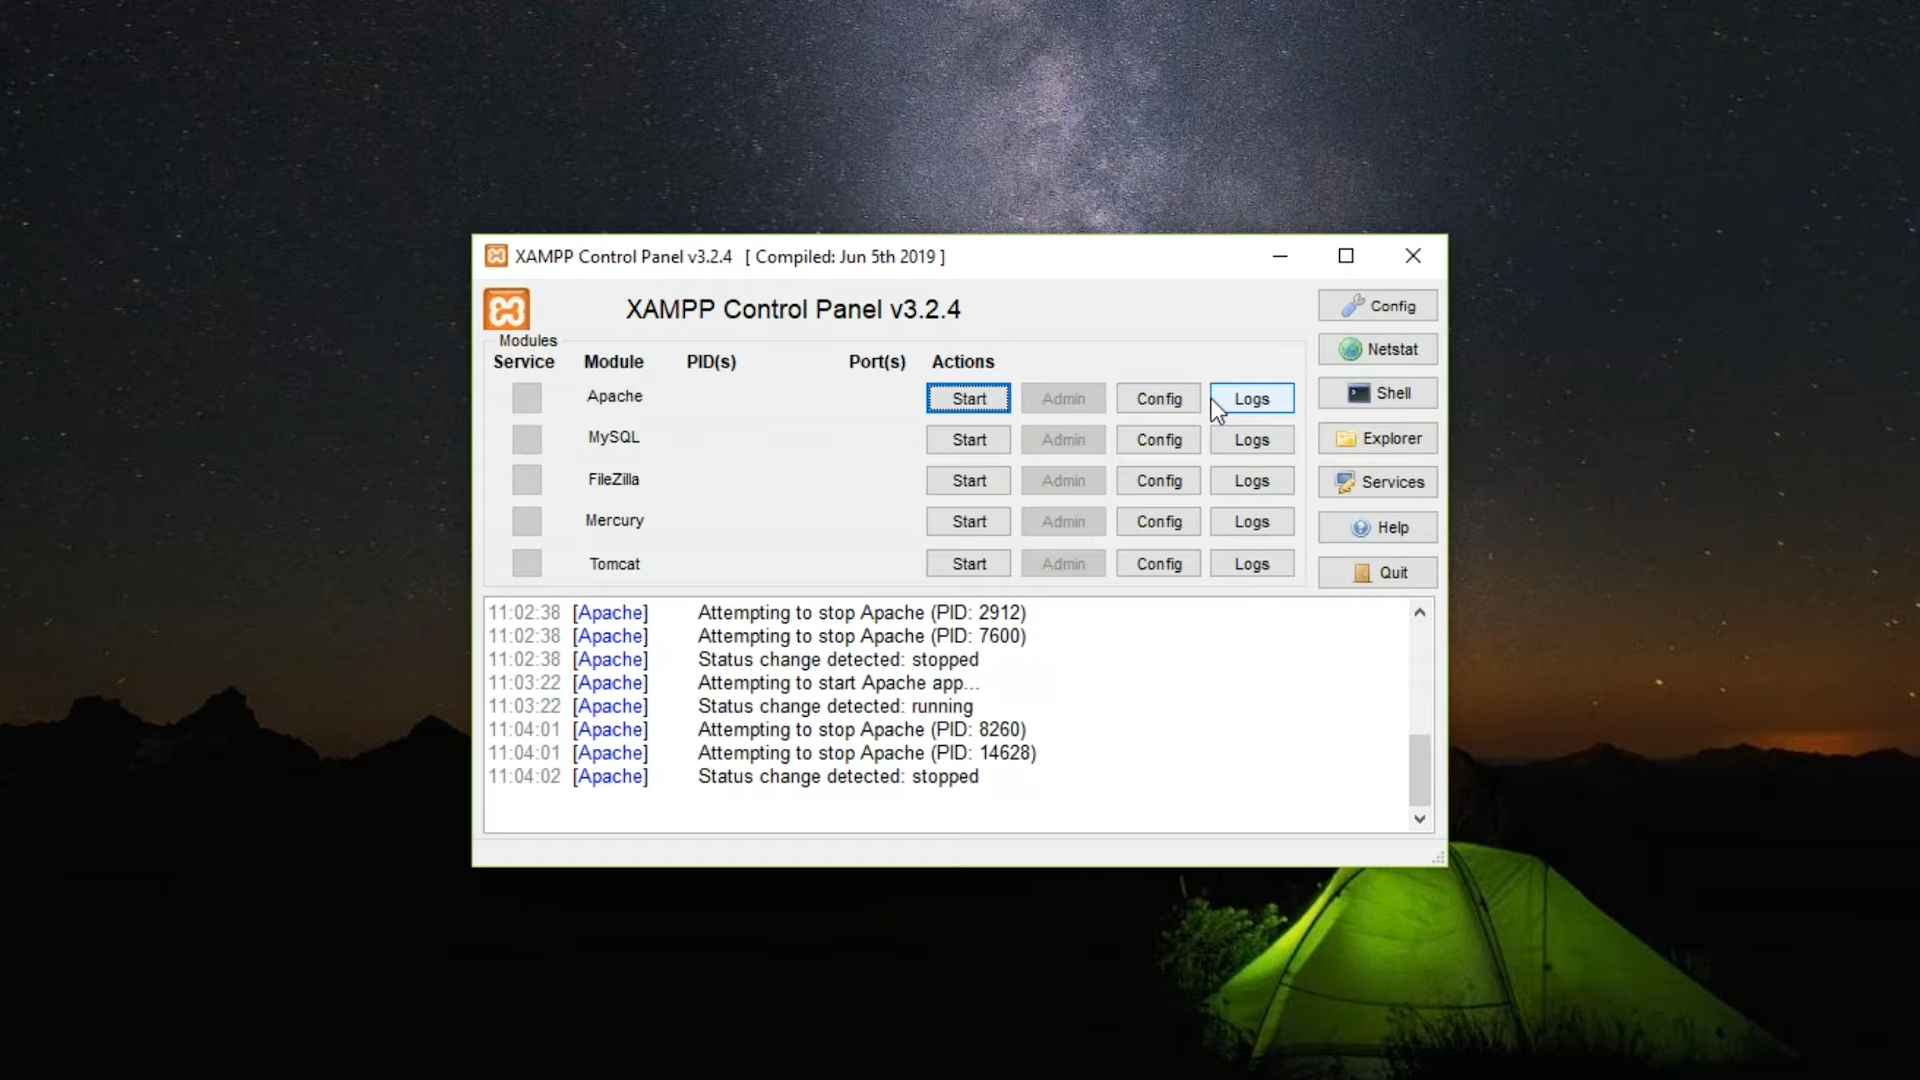 XAMPP Control Panel v3.2.4 [ Compiled: Jun 5th 2019 ]
XAMPP Control Panel v3.2.4
Config
Modules
Netstat
Service Module PID(s) Port(s) Actions
Apache Start Admin Config Logs
Shell
MySQL Start Admin Config Logs
Explorer
FileZilla Start Admin Config Logs
Services
Mercury Start Admin Config Logs
Help
Tomcat Start Admin Config Logs
Quit
11:02:38 [Apache] Attempting to stop Apache (PID: 2912)
11:02:38 [Apache] Attempting to stop Apache (PID: 7600)
11:02:38 [Apache] Status change detected: stopped
11:03:22 [Apache] Attempting to start Apache app...
11:03:22 [Apache] Status change detected: running
11:04:01 [Apache] Attempting to stop Apache (PID: 8260)
11:04:01 [Apache] Attempting to stop Apache (PID: 14628)
11:04:02 [Apache] Status change detected: stopped